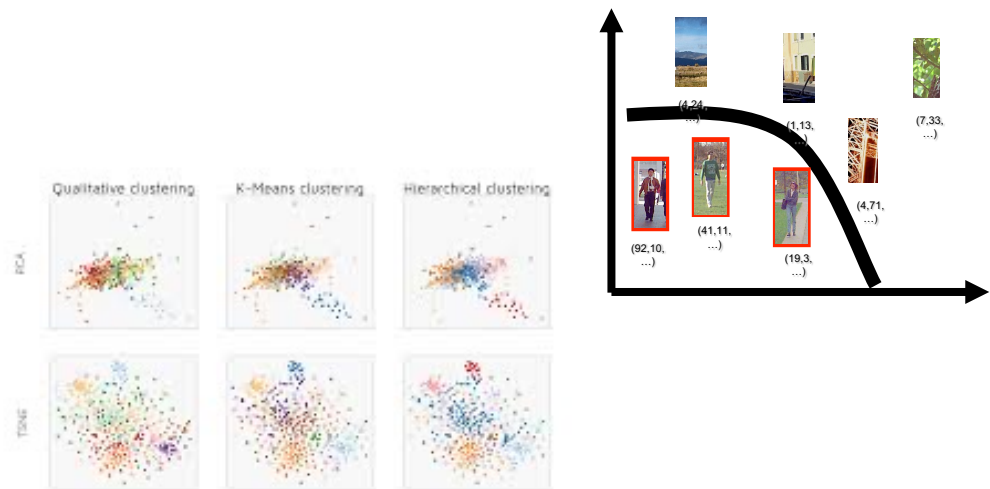 Qualitative clustering
K-Means clustering
Hierarchical clustering
PCA
TSNE
(4,24,
…)
(1,13,
…)
(7,33,
…)
(4,71,
…)
(92,10,
…)
(41,11,
…)
(19,3,
…)